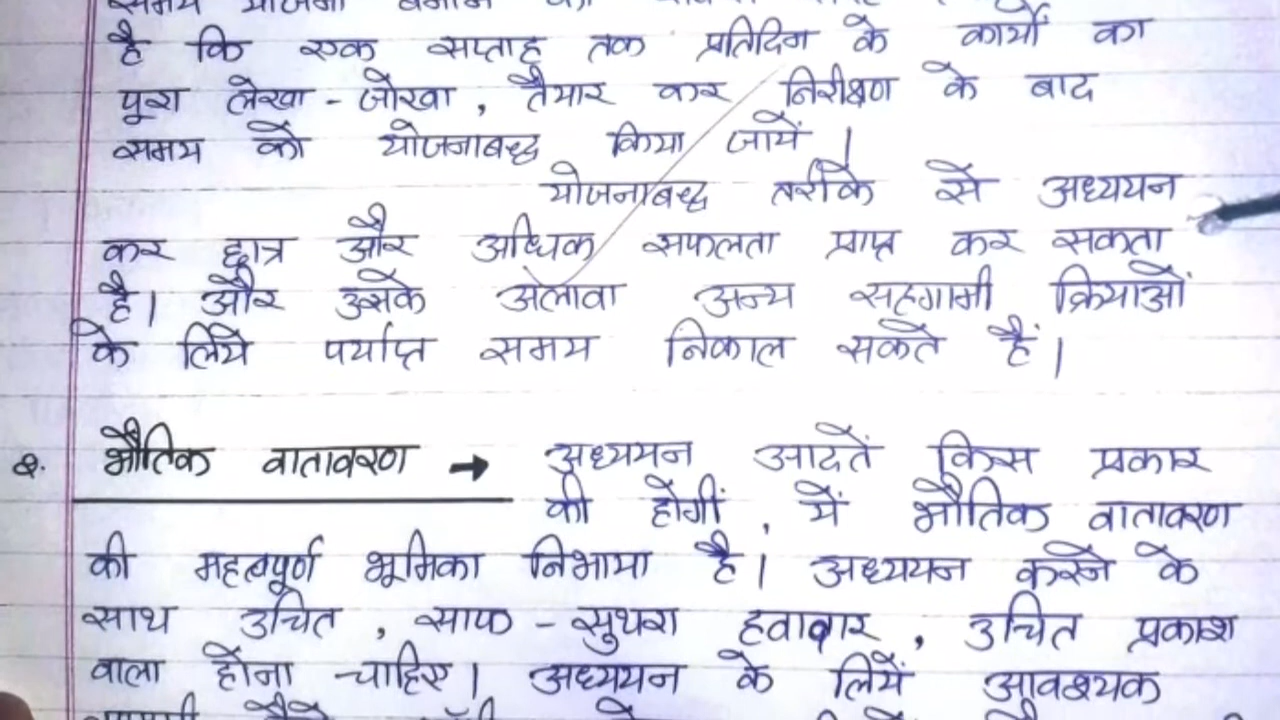 है कि एक सप्ताह तक प्रतिदिन के कार्यों का
पूरा लेखा - जोखा , तैयार कर निरीक्षण के बाद
समय को योजनाबद्ध किया जायें |
योजनाबद्ध तरीके से अध्ययन
कर छात्र और अधिक सफलता प्राप्त कर सकता
है। और उसके अलावा अन्य सहगामी क्रियाओं
के लिये पर्याप्त समय निकाल सकते हैं |
2. भौतिक वातावरण → अध्ययन आदतें किस प्रकार
की होगीं , में भौतिक वातावरण
की महत्वपूर्ण भूमिका निभाया है | अध्ययन करने के
साथ उचित , साफ - सुथरा हवादार , उचित प्रकाश
वाला होना चाहिए | अध्ययन के लियें आवश्यक